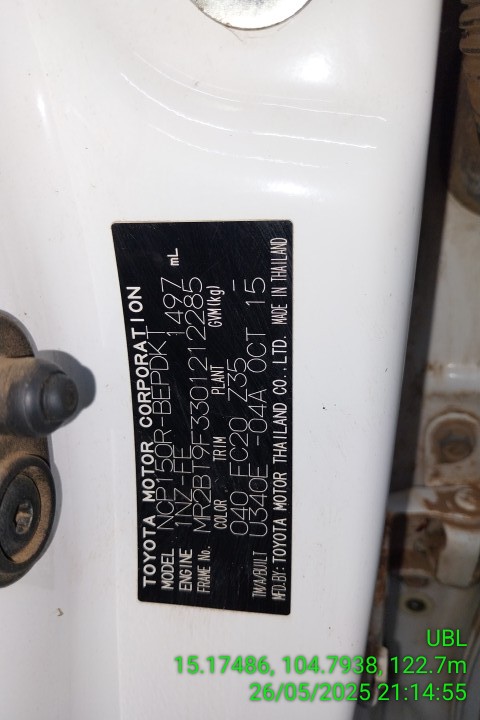 TOYOTA MOTOR CORPORATION
MODEL NCP150R-BEPDKT
ENGINE 1NZ-FE 1497 mL
FRAME No. MR2BT9F3301212285
COLOR TRIM PLANT GVM(kg)
040 FC20 Z35 -
TM/A/BUILT U340E -04A OCT 15
MFD.BY: TOYOTA MOTOR THAILAND CO.,LTD. MADE IN THAILAND
UBL
15.17486, 104.7938, 122.7m
26/05/2025 21:14:55